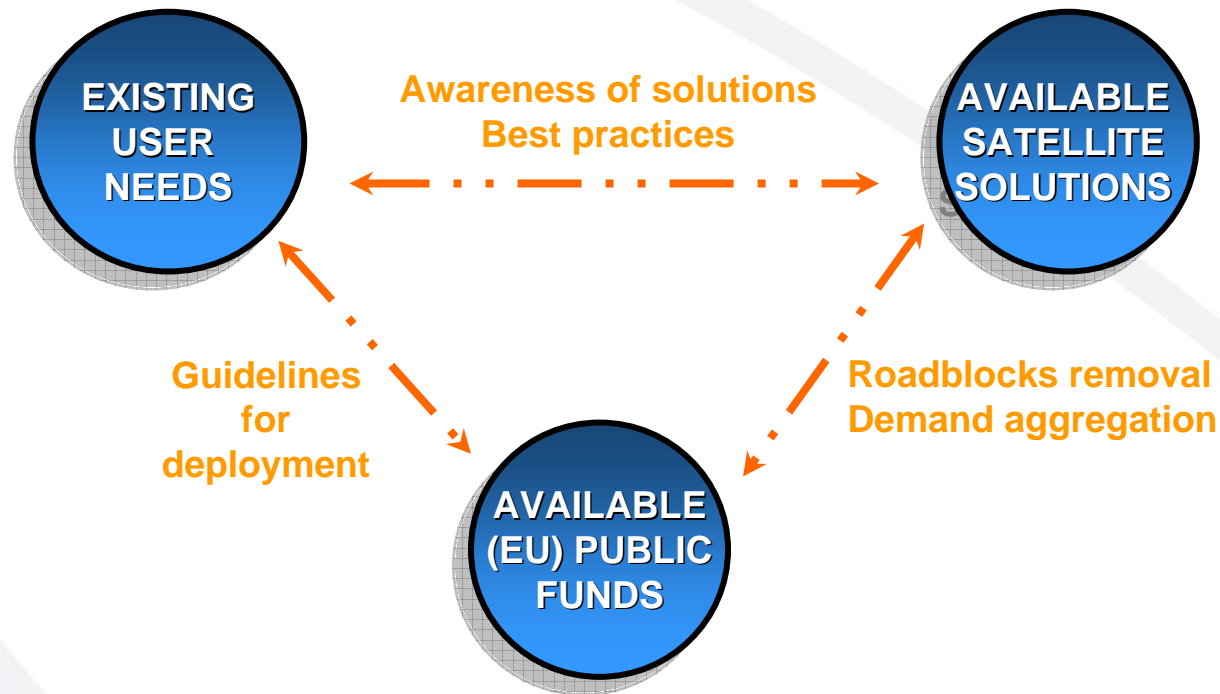 EXISTING
USER
NEEDS
Awareness of solutions
Best practices
AVAILABLE
SATELLITE
SOLUTIONS
Guidelines
for
deployment
Roadblocks removal
Demand aggregation
AVAILABLE
(EU) PUBLIC
FUNDS